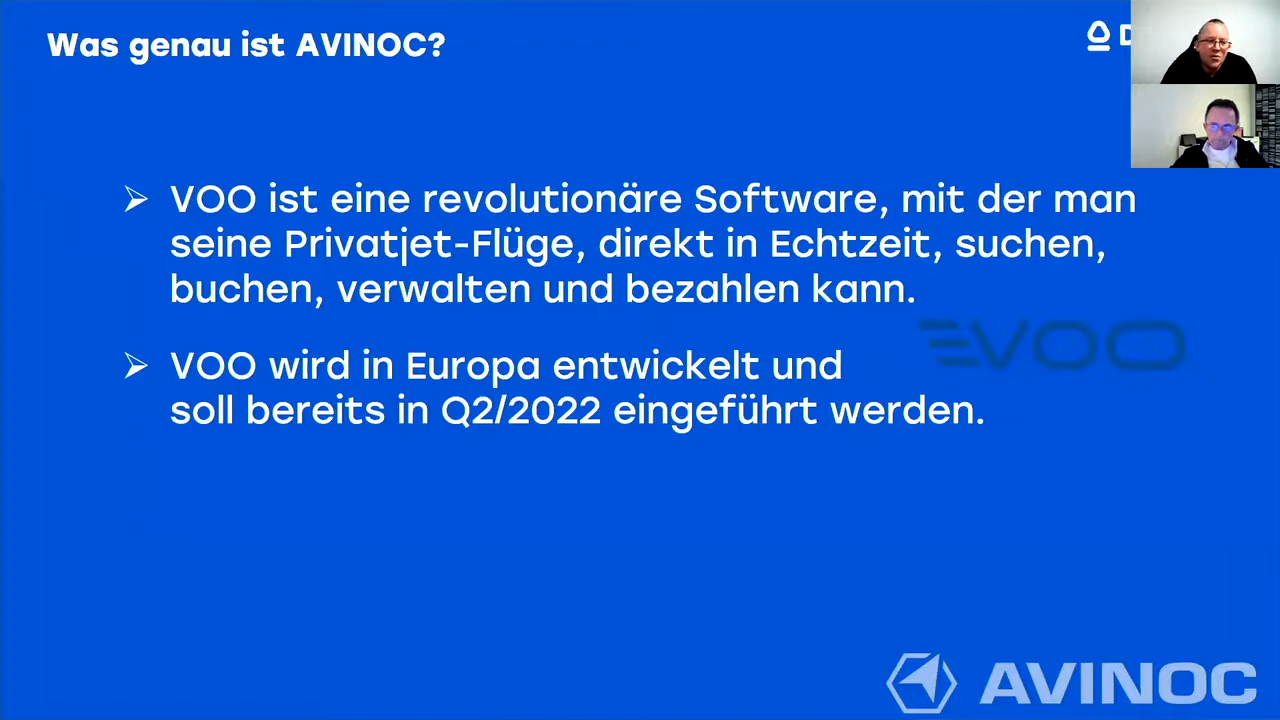 Was genau ist AVINOC?
➢ VOO ist eine revolutionäre Software, mit der man
seine Privatjet-Flüge, direkt in Echtzeit, suchen,
buchen, verwalten und bezahlen kann.
VOO
➢ VOO wird in Europa entwickelt und
soll bereits in Q2/2022 eingeführt werden.
AVINOC